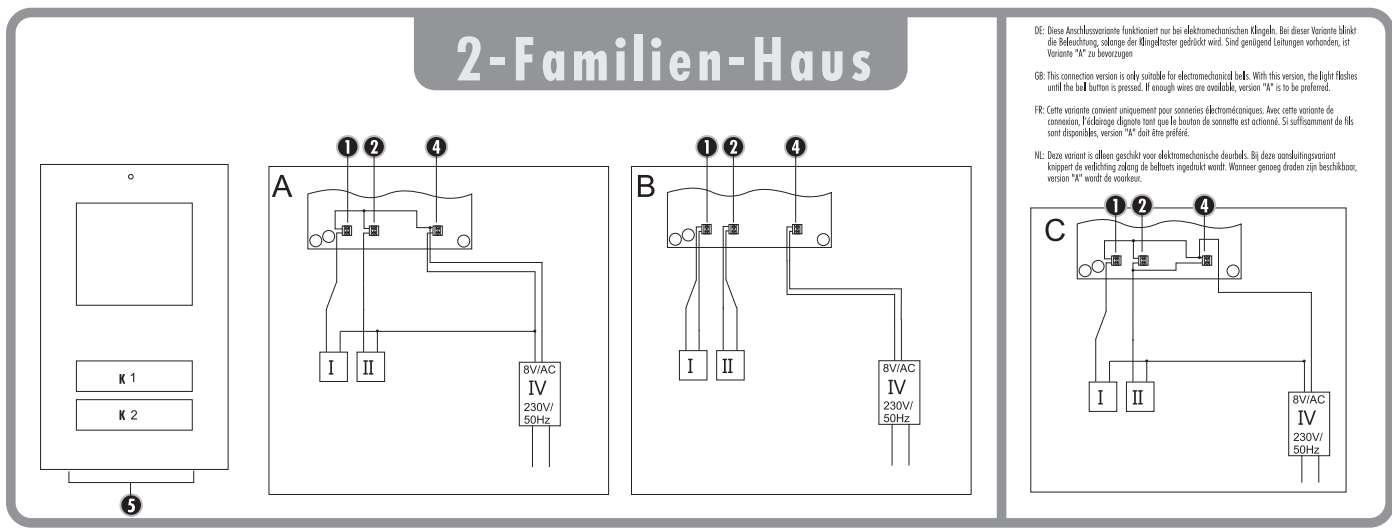 2-Familien-Haus
K 1
K 2
5
A
1 2 4
I II
8V/AC
IV
230V/
50Hz
B
1 2 4
I II
8V/AC
IV
230V/
50Hz
DE: Diese Anschlussvariante funktioniert nur bei elektromechanischen Klingeln. Bei dieser Variante blinkt
die Beleuchtung, solange der Klingeltaster gedrückt wird. Sind genügend Leitungen vorhanden, ist
Variante "A" zu bevorzugen
GB: This connection version is only suitable for electromechanical bells. With this version, the light flashes
until the bell button is pressed. If enough wires are available, version "A" is to be preferred.
FR: Cette variante convient uniquement pour sonneries électromécaniques. Avec cette variante de
connexion, l'éclairage clignote tant que le bouton de sonnette est actionné. Si suffisamment de fils
sont disponibles, version "A" doit être préféré.
NL: Deze variant is alleen geschikt voor elektromechanische deurbels. Bij deze aansluitingsvariant
knippert de verlichting zolang de beltoets ingedrukt wordt. Wanneer genoeg draden zijn beschikbaar,
version "A" wordt de voorkeur.
C
1 2 4
I II
8V/AC
IV
230V/
50Hz